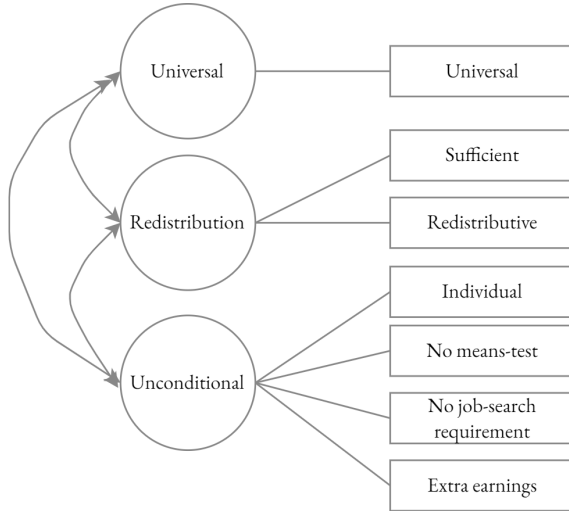 Universal
Universal
Sufficient
Redistribution
Redistributive
Individual
No means-test
Unconditional
No job-search
requirement
Extra earnings